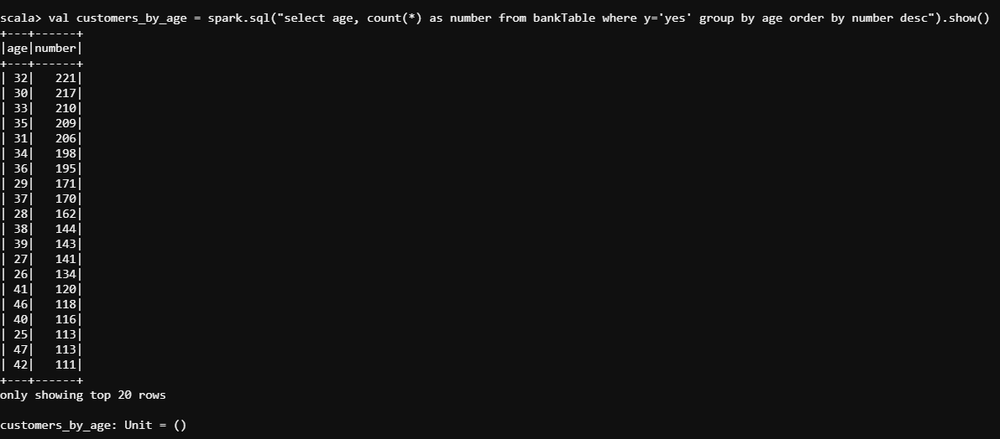 scala> val customers_by_age = spark.sql("select age, count(*) as number from bankTable where y='yes' group by age order by number desc").show()
+---+------+
|age|number|
+---+------+
| 32|   221|
| 30|   217|
| 33|   210|
| 35|   209|
| 31|   206|
| 34|   198|
| 36|   195|
| 29|   171|
| 37|   170|
| 28|   162|
| 38|   144|
| 39|   143|
| 27|   141|
| 26|   134|
| 41|   120|
| 46|   118|
| 40|   116|
| 25|   113|
| 47|   113|
| 42|   111|
+---+------+
only showing top 20 rows

customers_by_age: Unit = ()